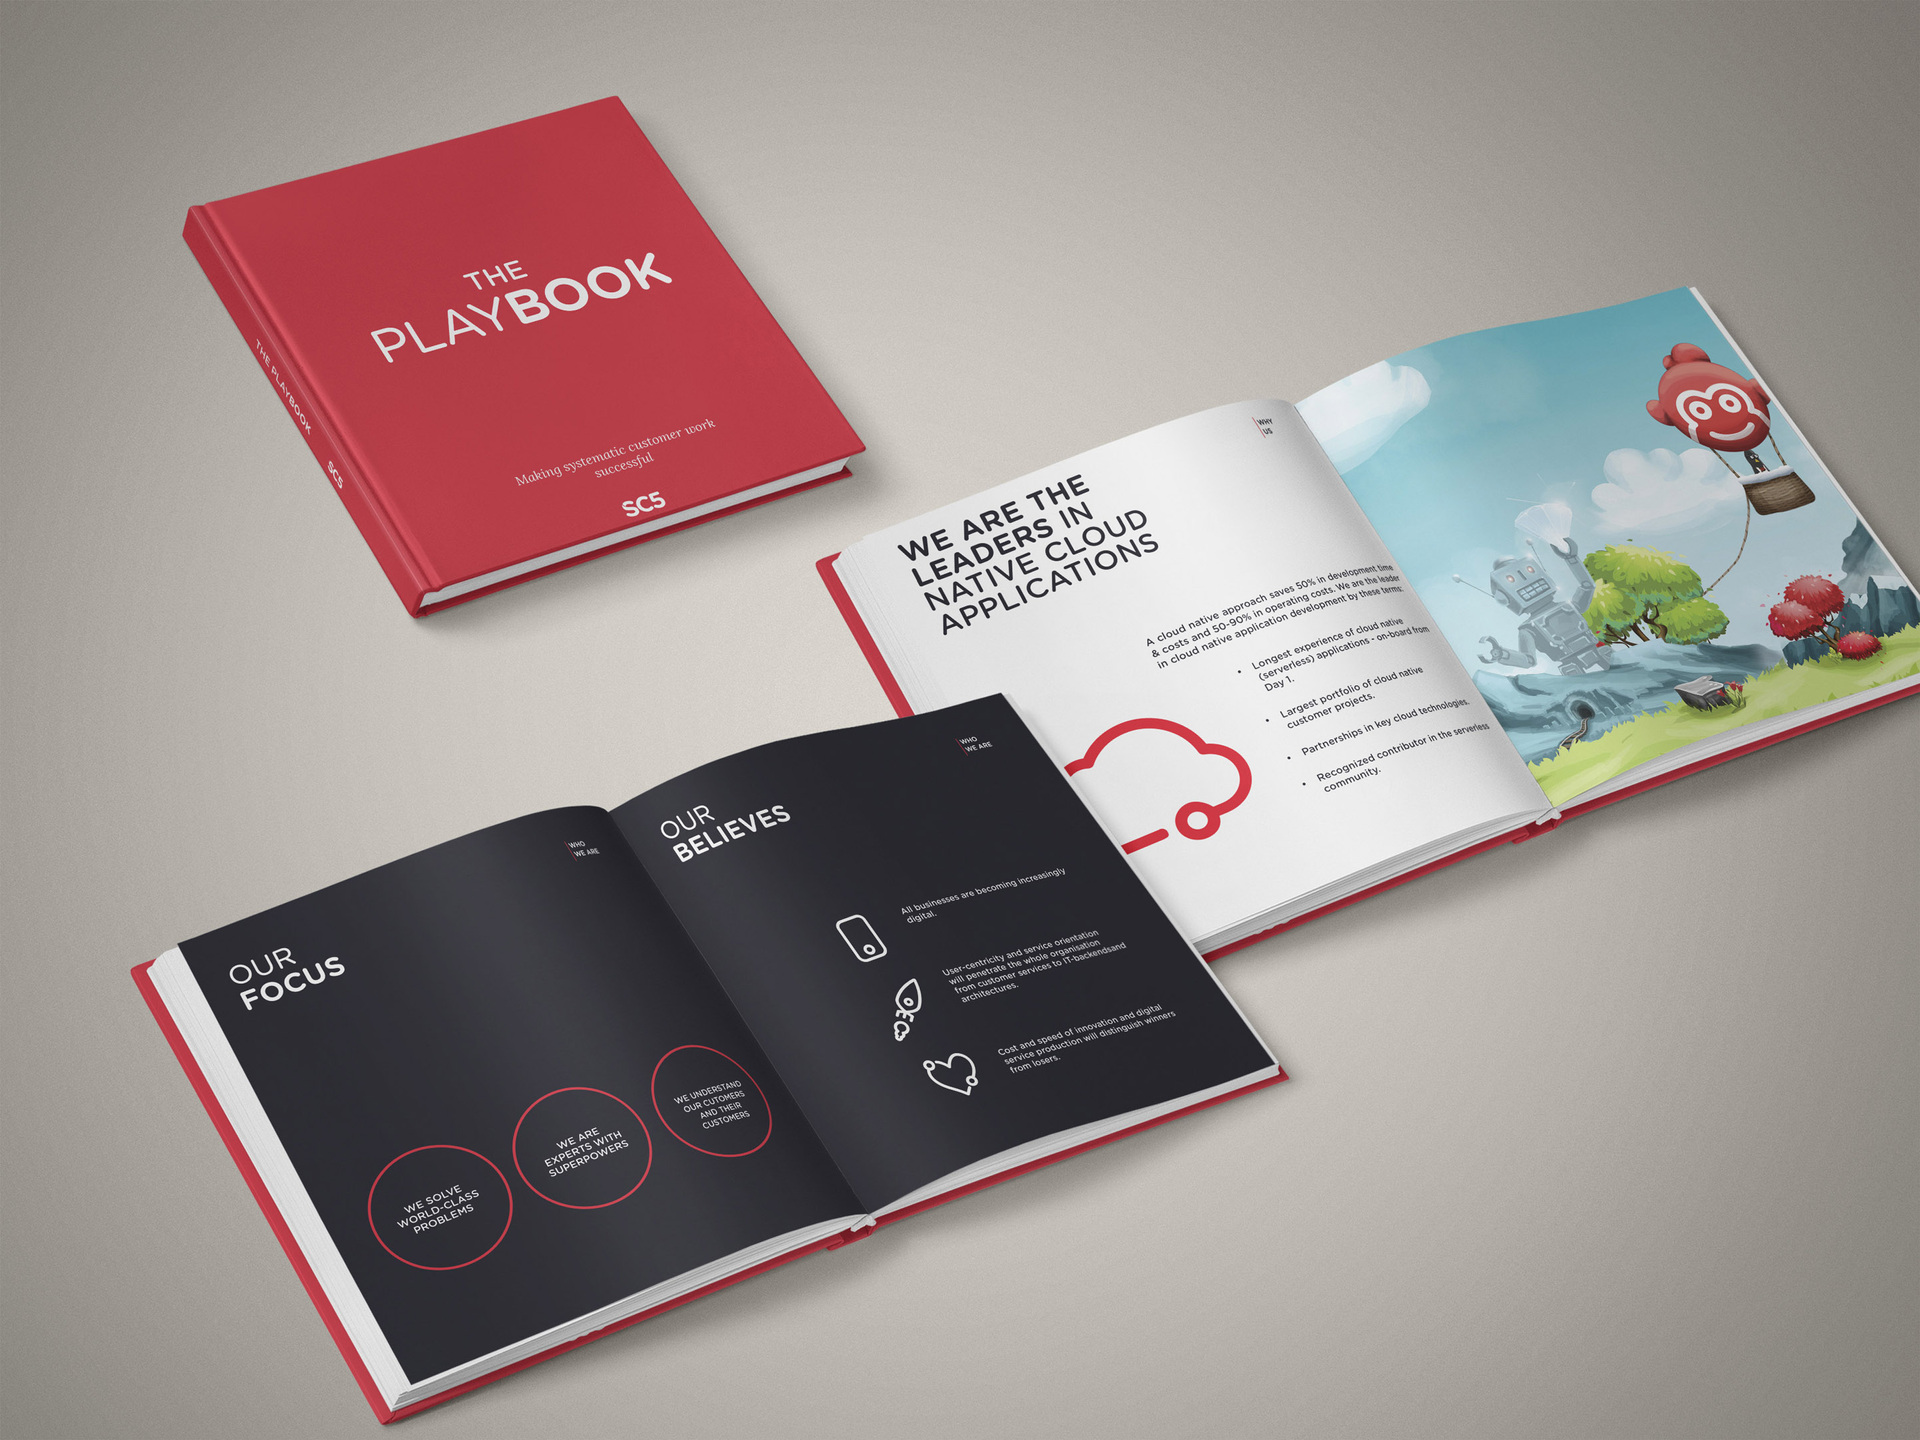 THE
PLAYBOOK
Making systematic customer work
successful
SC5
THE PLAYBOOK
SC5
WHY
US
WE ARE THE
LEADERS IN
NATIVE CLOUD
APPLICATIONS
A cloud native approach saves 50% in development time
& costs and 50-90% in operating costs. We are the leader
in cloud native application development by these terms:
• Longest experience of cloud native
(serverless) applications - on-board from
Day 1.
• Largest portfolio of cloud native
customer projects.
• Partnerships in key cloud technologies.
• Recognized contributor in the serverless
community.
WHO
WE ARE
OUR
FOCUS
WE SOLVE
WORLD-CLASS
PROBLEMS
WE ARE
EXPERTS WITH
SUPERPOWERS
WE UNDERSTAND
OUR CUTOMERS
AND THEIR
CUSTOMERS
WHO
WE ARE
OUR
BELIEVES
All businesses are becoming increasingly
digital.
User-centricity and service orientation
will penetrate the whole organisation
from customer services to IT-backendsand
architectures.
Cost and speed of innovation and digital
service production will distinguish winners
from losers.